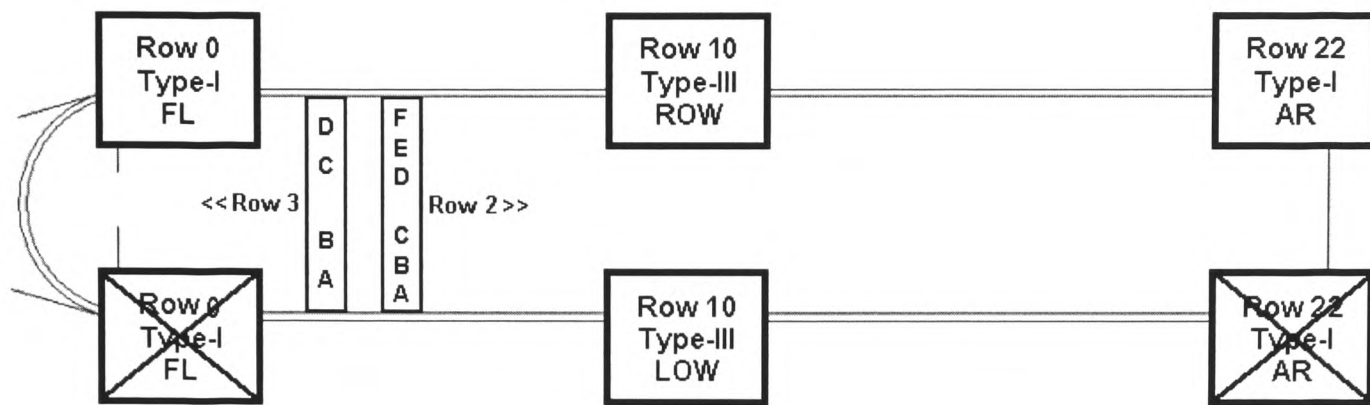 Row 0
Type-I
FL
Row 10
Type-III
ROW
Row 22
Type-I
AR
D
C
B
A
F
E
D
C
B
A
<< Row 3
Row 2 >>
Row 0
Type-I
FL
Row 10
Type-III
LOW
Row 22
Type-I
AR